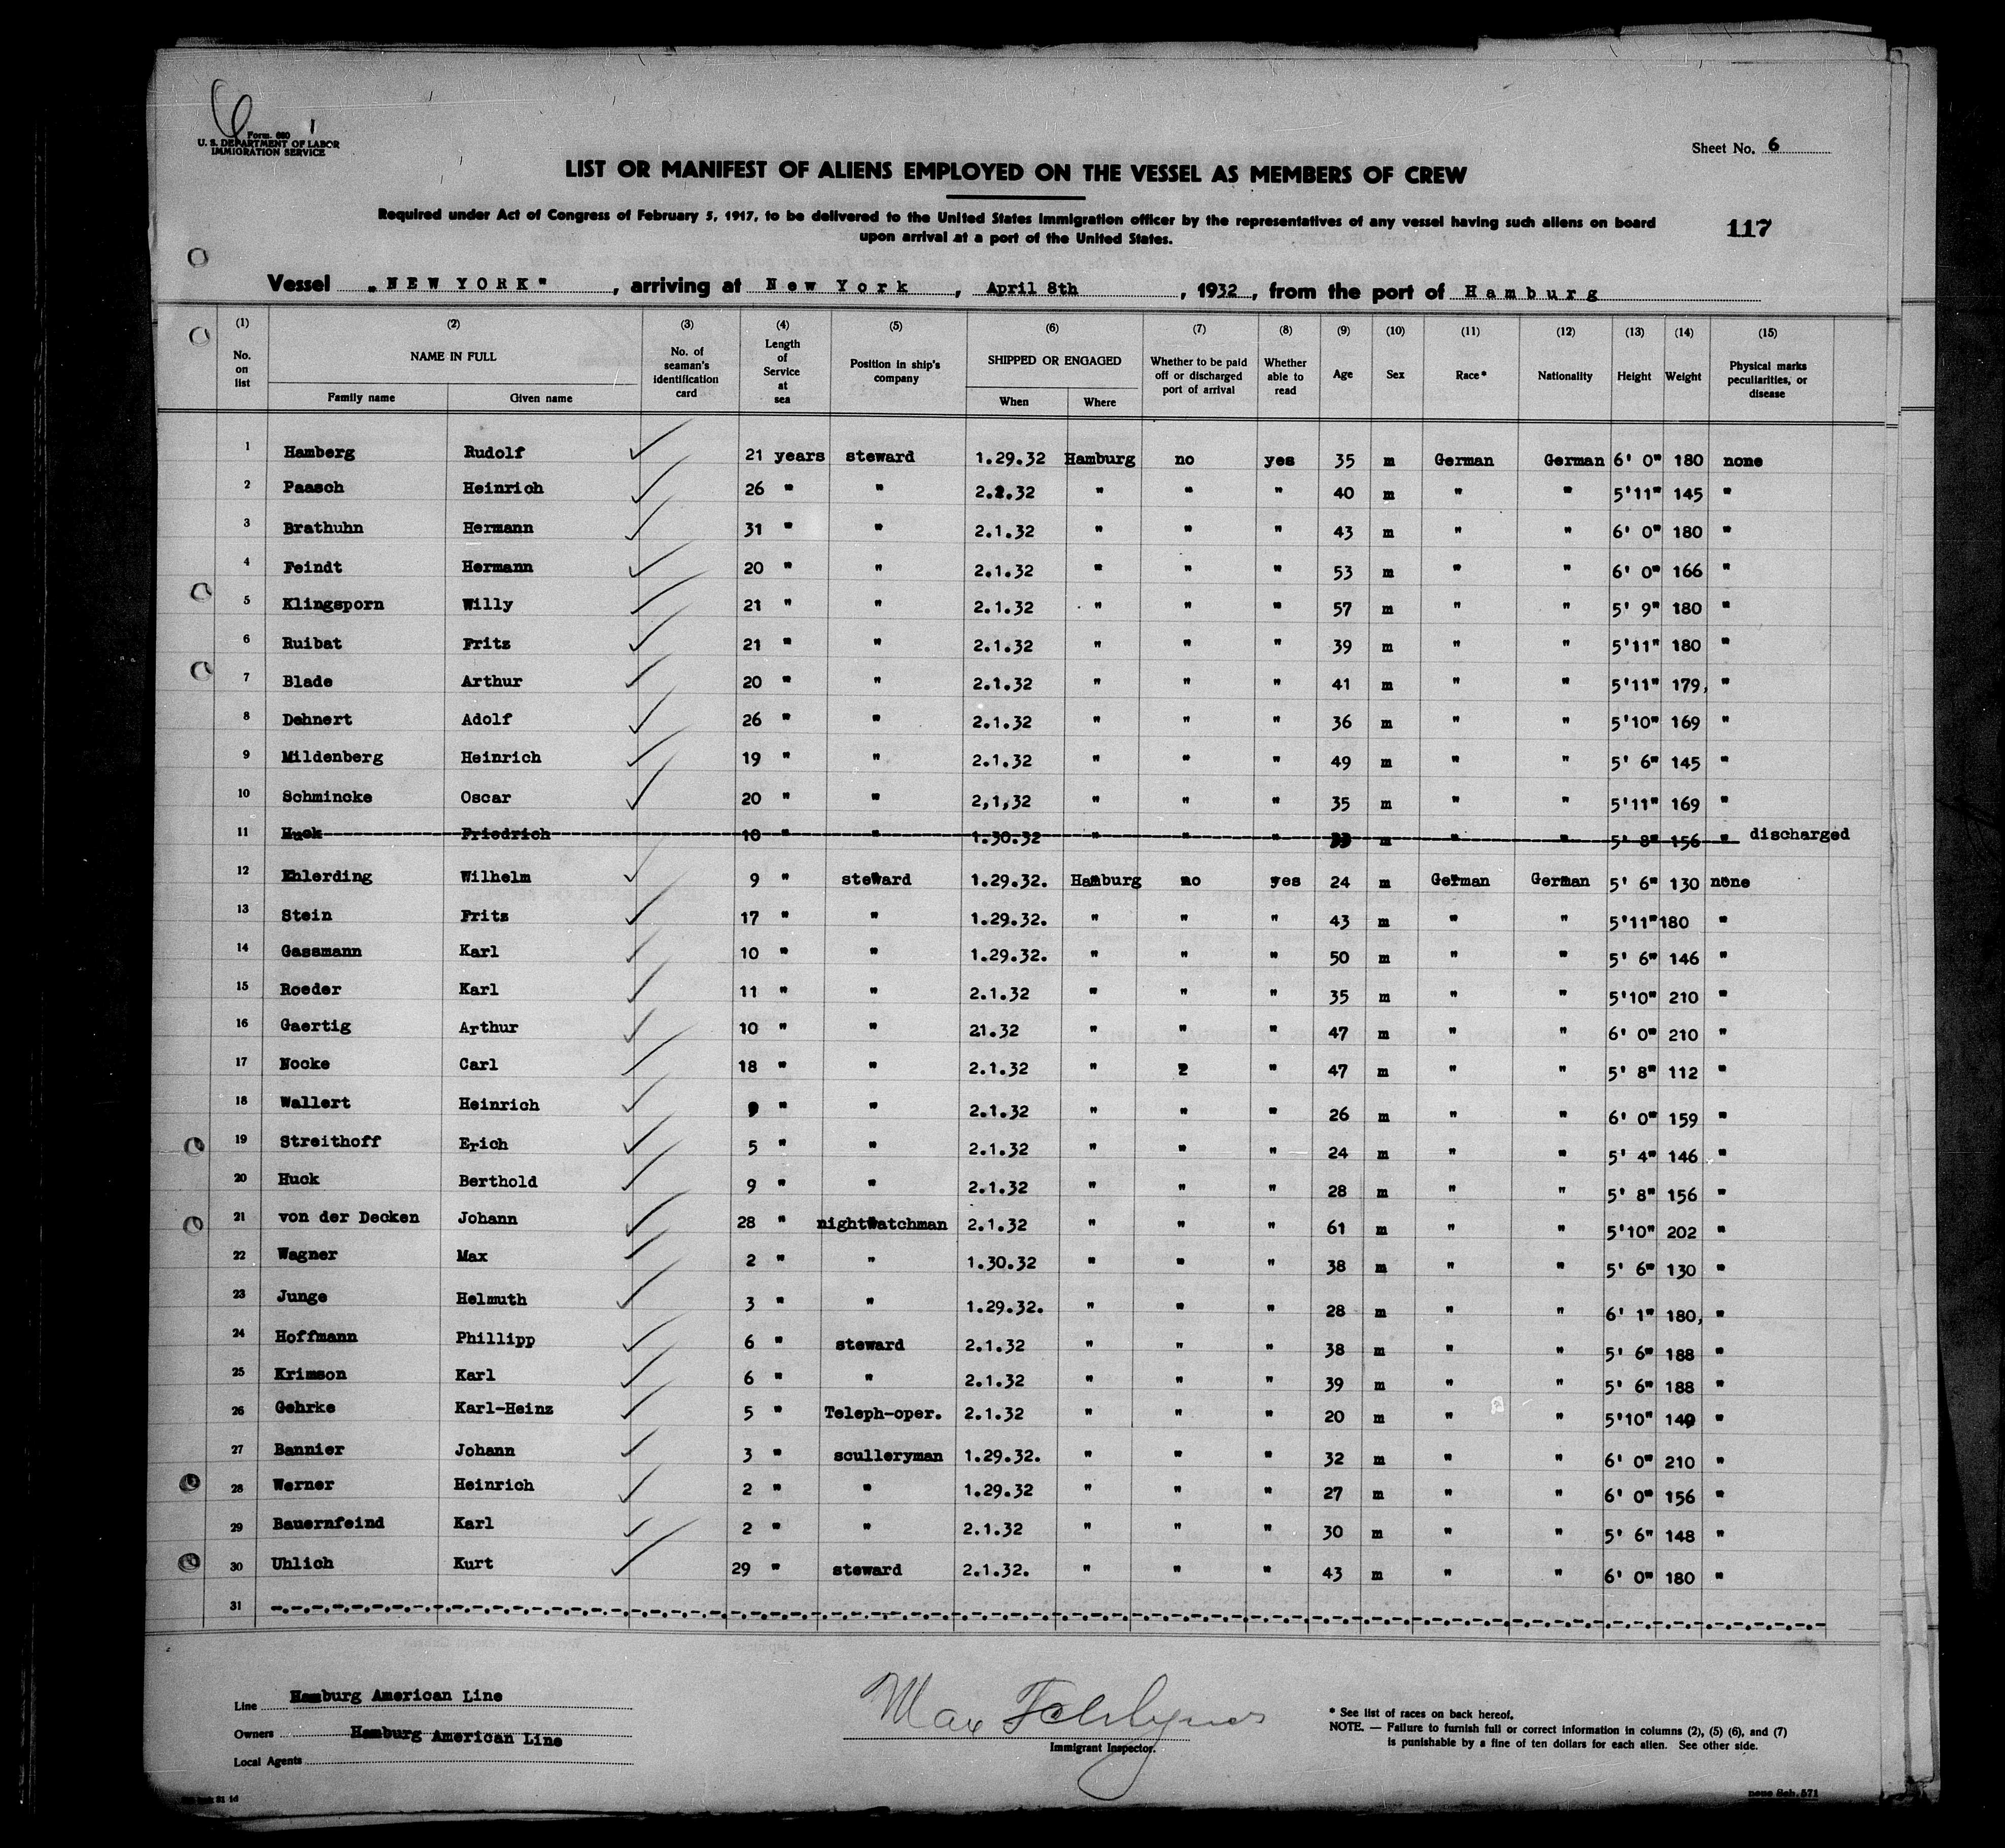 6 1
Form 680
U. S. DEPARTMENT OF LABOR
IMMIGRATION SERVICE
Sheet No. 6
LIST OR MANIFEST OF ALIENS EMPLOYED ON THE VESSEL AS MEMBERS OF CREW
Required under Act of Congress of February 5, 1917, to be delivered to the United States immigration officer by the representatives of any vessel having such aliens on board
upon arrival at a port of the United States.
117
Vessel "NEW YORK", arriving at New York, April 8th, 1932, from the port of Hamburg
(1) No. on list (2) NAME IN FULL Family name Given name (3) No. of seaman's identification card (4) Length of Service at sea (5) Position in ship's company (6) SHIPPED OR ENGAGED When Where (7) Whether to be paid off or discharged port of arrival (8) Whether able to read (9) Age (10) Sex (11) Race* (12) Nationality (13) Height (14) Weight (15) Physical marks peculiarities, or disease
1 Hamberg Rudolf 21 years steward 1.29.32 Hamburg no yes 35 m German German 6' 0" 180 none
2 Paasch Heinrich 26 " " 2.2.32 " " " 40 m " " 5'11" 145 "
3 Brathuhn Hermann 31 " " 2.1.32 " " " 43 m " " 6' 0" 180 "
4 Feindt Hermann 20 " " 2.1.32 " " " 53 m " " 6' 0" 166 "
5 Klingsporn Willy 21 " " 2.1.32 " " " 57 m " " 5' 9" 180 "
6 Ruibat Fritz 21 " " 2.1.32 " " " 39 m " " 5'11" 180 "
7 Blade Arthur 20 " " 2.1.32 " " " 41 m " " 5'11" 179, "
8 Dehnert Adolf 26 " " 2.1.32 " " " 36 m " " 5'10" 169 "
9 Mildenberg Heinrich 19 " " 2.1.32 " " " 49 m " " 5' 6" 145 "
10 Schmincke Oscar 20 " " 2,1,32 " " " 35 m " " 5'11" 169 "
11 Huck Friedrich 10 " " 1.30.32 " " " m " " 5' 8" 156 " discharged
12 Ehlerding Wilhelm 9 " steward 1.29.32. Hamburg no yes 24 m German German 5' 6" 130 none
13 Stein Fritz 17 " " 1.29.32. " " " 43 m " " 5'11" 180 "
14 Gassmann Karl 10 " " 1.29.32. " " " 50 m " " 5' 6" 146 "
15 Roeder Karl 11 " " 2.1.32 " " " 35 m " " 5'10" 210 "
16 Gaertig Arthur 10 " " 21.32 " " " 47 m " " 6' 0" 210 "
17 Nocke Carl 18 " " 2.1.32 " 2 " 47 m " " 5' 8" 112 "
18 Wallert Heinrich 9 " " 2.1.32 " " " 26 m " " 6' 0" 159 "
19 Streithoff Erich 5 " " 2.1.32 " " " 24 m " " 5' 4" 146 "
20 Huck Berthold 9 " " 2.1.32 " " " 28 m " " 5' 8" 156 "
21 von der Decken Johann 28 " nightwatchman 2.1.32 " " " 61 m " " 5'10" 202 "
22 Wagner Max 2 " " 1.30.32 " " " 38 m " " 5' 6" 130 "
23 Junge Helmuth 3 " " 1.29.32. " " " 28 m " " 6' 1" 180, "
24 Hoffmann Phillipp 6 " steward 2.1.32 " " " 38 m " " 5' 6" 188 "
25 Krimson Karl 6 " " 2.1.32 " " " 39 m " " 5' 6" 188 "
26 Gehrke Karl-Heinz 5 " Teleph-oper. 2.1.32 " " " 20 m " " 5'10" 140 "
27 Bannier Johann 3 " sculleryman 1.29.32. " " " 32 m " " 6' 0" 210 "
28 Werner Heinrich 2 " " 1.29.32 " " " 27 m " " 6' 0" 156 "
29 Bauernfeind Karl 2 " " 2.1.32 " " " 30 m " " 5' 6" 148 "
30 Uhlich Kurt 29 " steward 2.1.32. " " " 43 m " " 6' 0" 180 "
31
Line Hamburg American Line
Owners Hamburg American Line
Local Agents
Max
Immigrant Inspector.
* See list of races on back hereof.
NOTE. — Failure to furnish full or correct information in columns (2), (5) (6), and (7)
is punishable by a fine of ten dollars for each alien. See other side.
neue Sch. 571